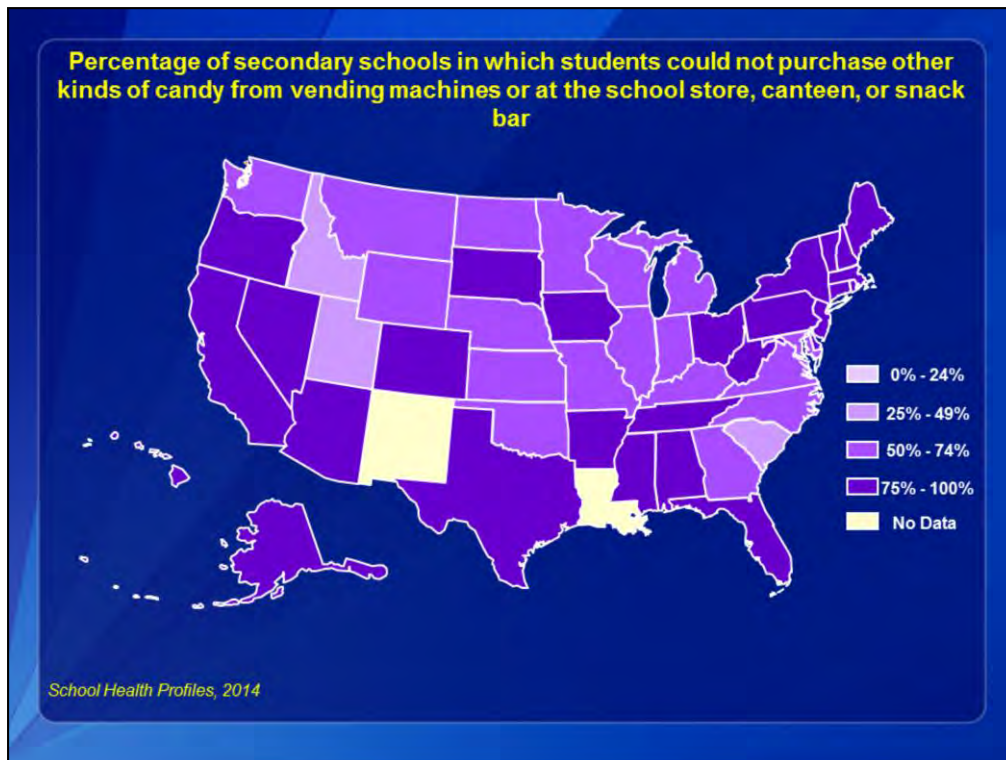 Percentage of secondary schools in which students could not purchase other
kinds of candy from vending machines or at the school store, canteen, or snack
bar
0% - 24%
25% - 49%
50% - 74%
75% - 100%
No Data
School Health Profiles, 2014